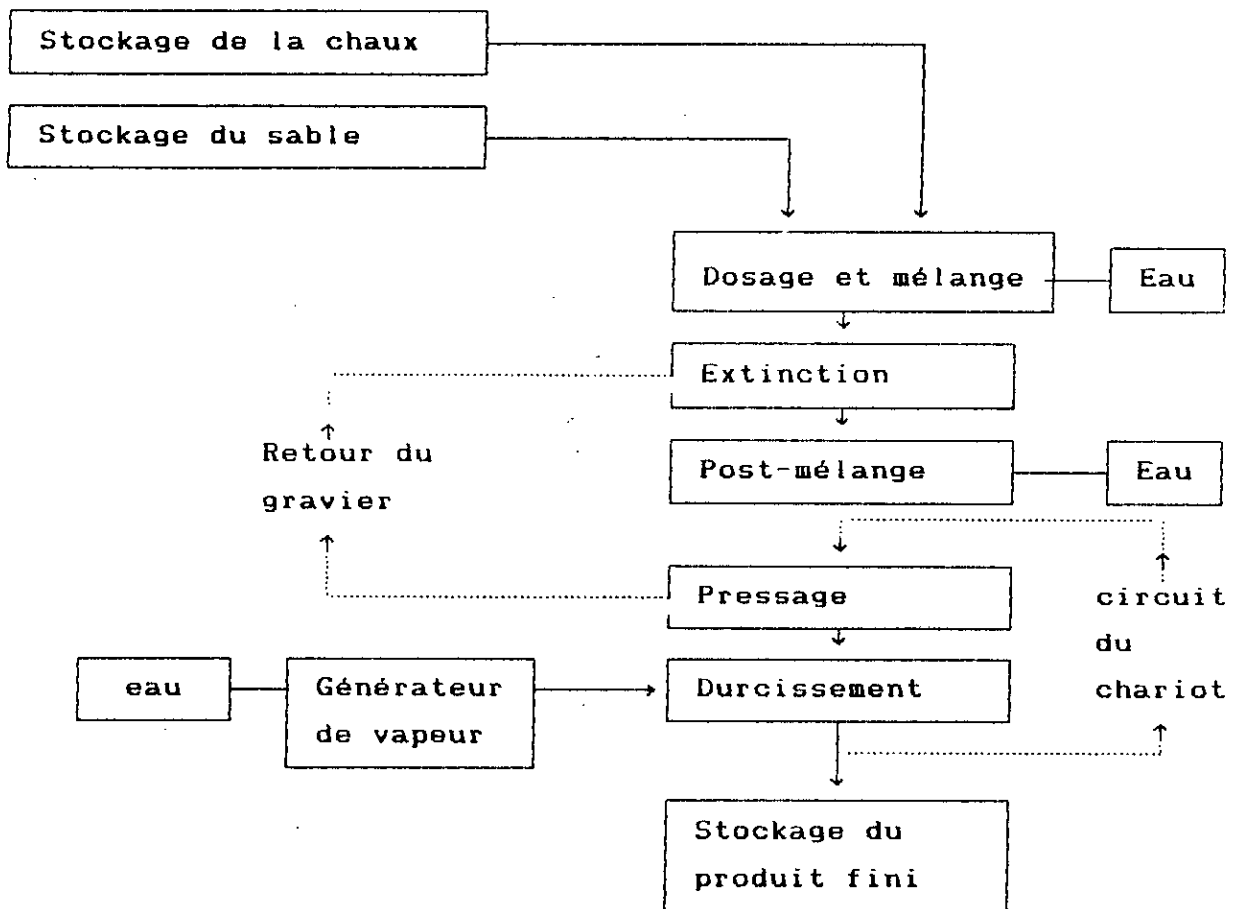 Stockage de la chaux
Stockage du sable
Dosage et mélange
Eau
Extinction
Retour du
gravier
Post-mélange
Eau
Pressage
circuit
du
chariot
eau
Générateur
de vapeur
Durcissement
Stockage du
produit fini